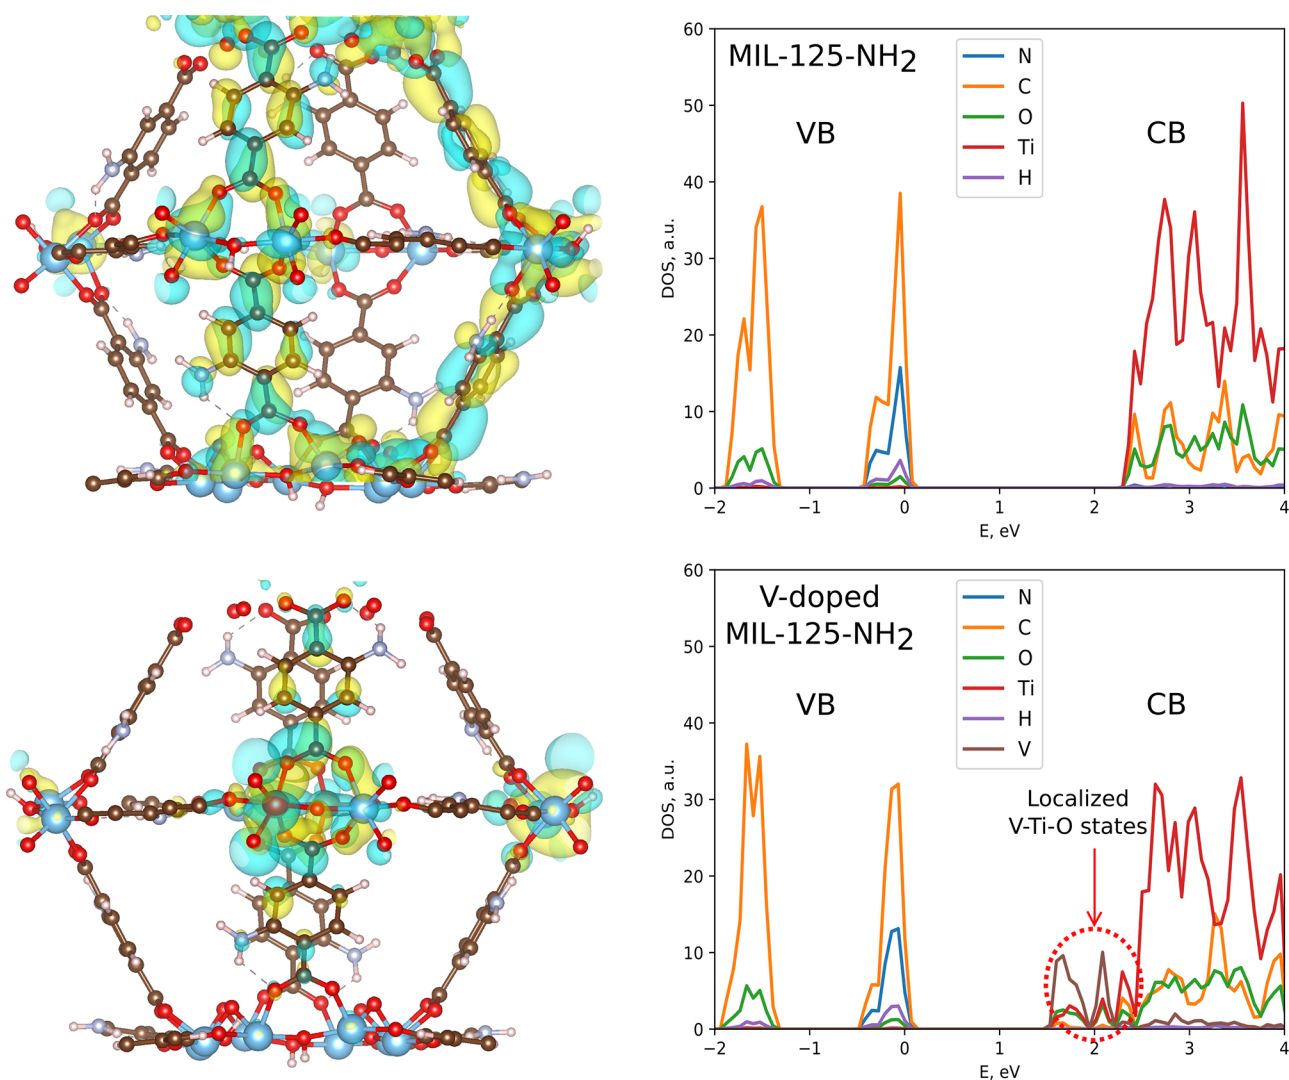 MIL-125-NH2
VB
CB
N
C
O
Ti
H
DOS, a.u.
60
50
40
30
20
10
0
−2
−1
0
1
2
3
4
E, eV
V-doped
MIL-125-NH2
VB
CB
N
C
O
Ti
H
V
Localized
V-Ti-O states
DOS, a.u.
60
50
40
30
20
10
0
−2
−1
0
1
2
3
4
E, eV